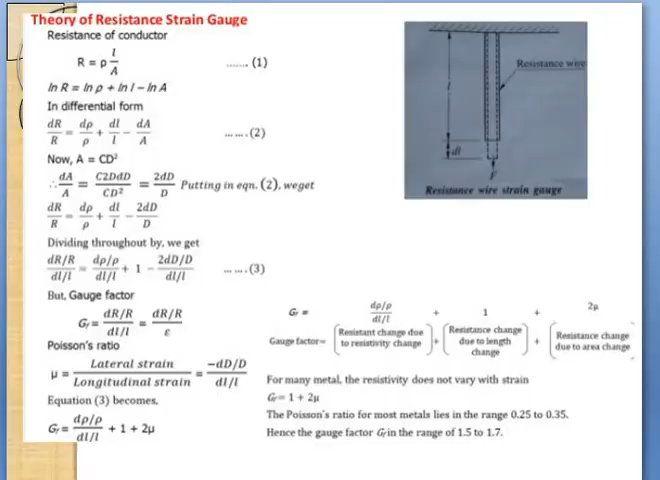 Theory of Resistance Strain Gauge
Resistance of conductor
R = ρ l/A ....... (1)
ln R = ln ρ + ln l − ln A
In differential form
dR/R = dρ/ρ + dl/l − dA/A ... ... (2)
Now, A = CD²
∴ dA/A = C2DdD/CD² = 2dD/D Putting in eqn. (2), weget
dR/R = dρ/ρ + dl/l − 2dD/D
Dividing throughout by, we get
dR/R / dl/l = dρ/ρ / dl/l + 1 − 2dD/D / dl/l ... ... (3)
But, Gauge factor
Gf = dR/R / dl/l = dR/R / ε
Poisson's ratio
μ = Lateral strain / Longitudinal strain = −dD/D / dl/l
Equation (3) becomes,
Gf = dρ/ρ / dl/l + 1 + 2μ
l
Resistance wire
dl
F
Resistance wire strain gauge
Gf = dρ/ρ / dl/l + 1 + 2μ
Gauge factor= (Resistant change due to resistivity change) + (Resistance change due to length change) + (Resistance change due to area change
For many metal, the resistivity does not vary with strain
Gf = 1 + 2μ
The Poisson's ratio for most metals lies in the range 0.25 to 0.35.
Hence the gauge factor Gf in the range of 1.5 to 1.7.